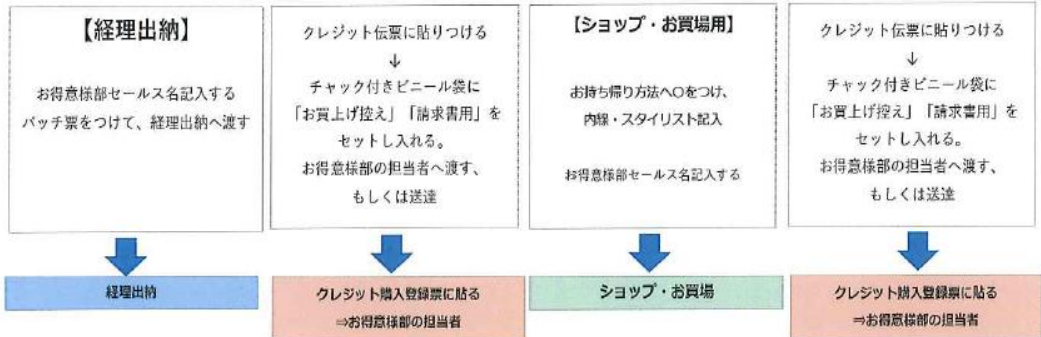 【経理出納】
お得意様部セールス名記入する
バッチ票をつけて、経理出納へ渡す
経理出納
クレジット伝票に貼りつける
↓
チャック付きビニール袋に
「お買上げ控え」「請求書用」を
セットし入れる。
お得意様部の担当者へ渡す、
もしくは送達
クレジット購入登録票に貼る
⇒お得意様部の担当者
【ショップ・お買場用】
お持ち帰り方法へ○をつけ、
内線・スタイリスト記入
お得意様部セールス名記入する
ショップ・お買場
クレジット伝票に貼りつける
↓
チャック付きビニール袋に
「お買上げ控え」「請求書用」を
セットし入れる。
お得意様部の担当者へ渡す、
もしくは送達
クレジット購入登録票に貼る
⇒お得意様部の担当者